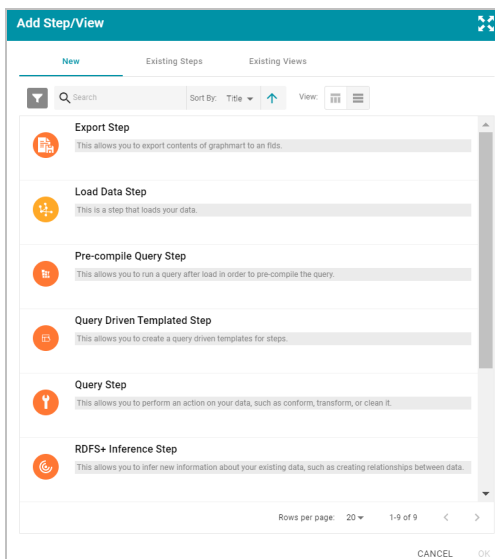 Add Step/View
New Existing Steps Existing Views
Search Sort By: Title View:
Export Step
This allows you to export contents of graphmart to an flds.
Load Data Step
This is a step that loads your data.
Pre-compile Query Step
This allows you to run a query after load in order to pre-compile the query.
Query Driven Templated Step
This allows you to create a query driven templates for steps.
Query Step
This allows you to perform an action on your data, such as conform, transform, or clean it.
RDFS+ Inference Step
This allows you to infer new information about your existing data, such as creating relationships between data.
Rows per page: 20 1-9 of 9
CANCEL OK